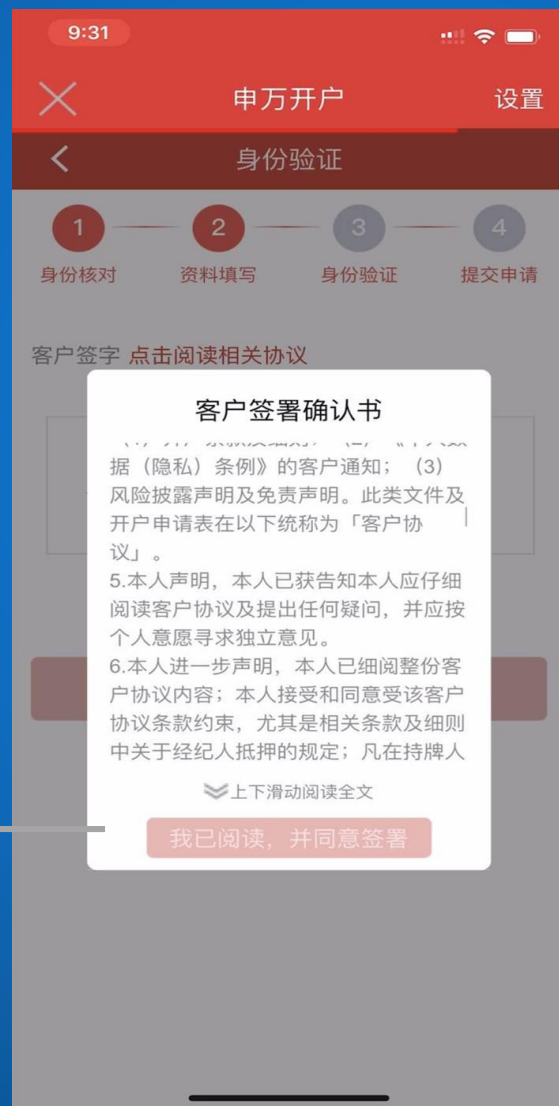 9:31
申万开户
设置
身份验证
1
2
3
4
身份核对
资料填写
身份验证
提交申请
客户签字 点击阅读相关协议
客户签署确认书
据（隐私）条例》的客户通知；（3）
风险披露声明及免责声明。此类文件及
开户申请表在以下统称为「客户协
议」。
5.本人声明，本人已获告知本人应仔细
阅读客户协议及提出任何疑问，并应按
个人意愿寻求独立意见。
6.本人进一步声明，本人已细阅整份客
户协议内容；本人接受和同意受该客户
协议条款约束，尤其是相关条款及细则
中关于经纪人抵押的规定；凡在持牌人
上下滑动阅读全文
我已阅读，并同意签署